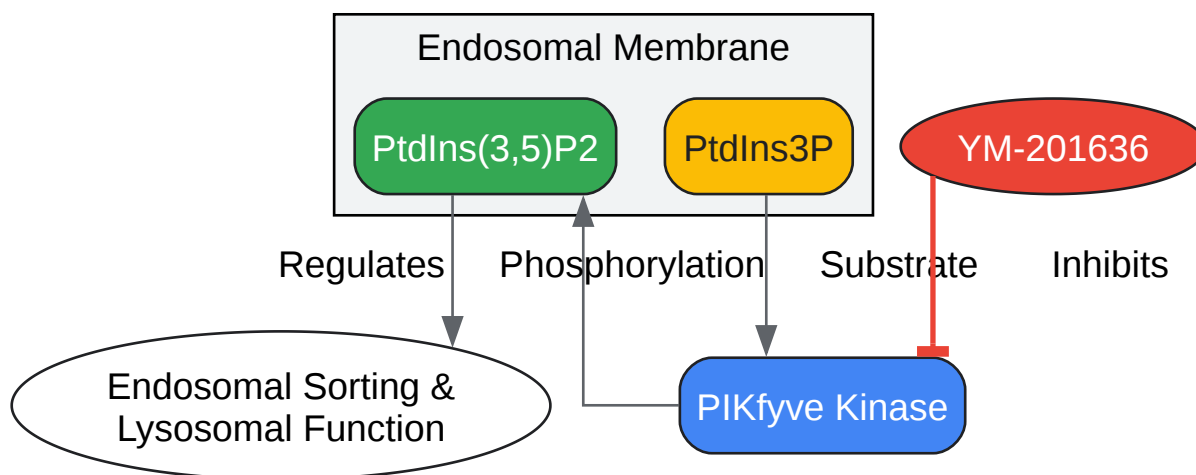 Endosomal Membrane
PtdIns(3,5)P2
PtdIns3P
YM-201636
Regulates
Phosphorylation
Substrate
Inhibits
Endosomal Sorting &
Lysosomal Function
PIKfyve Kinase